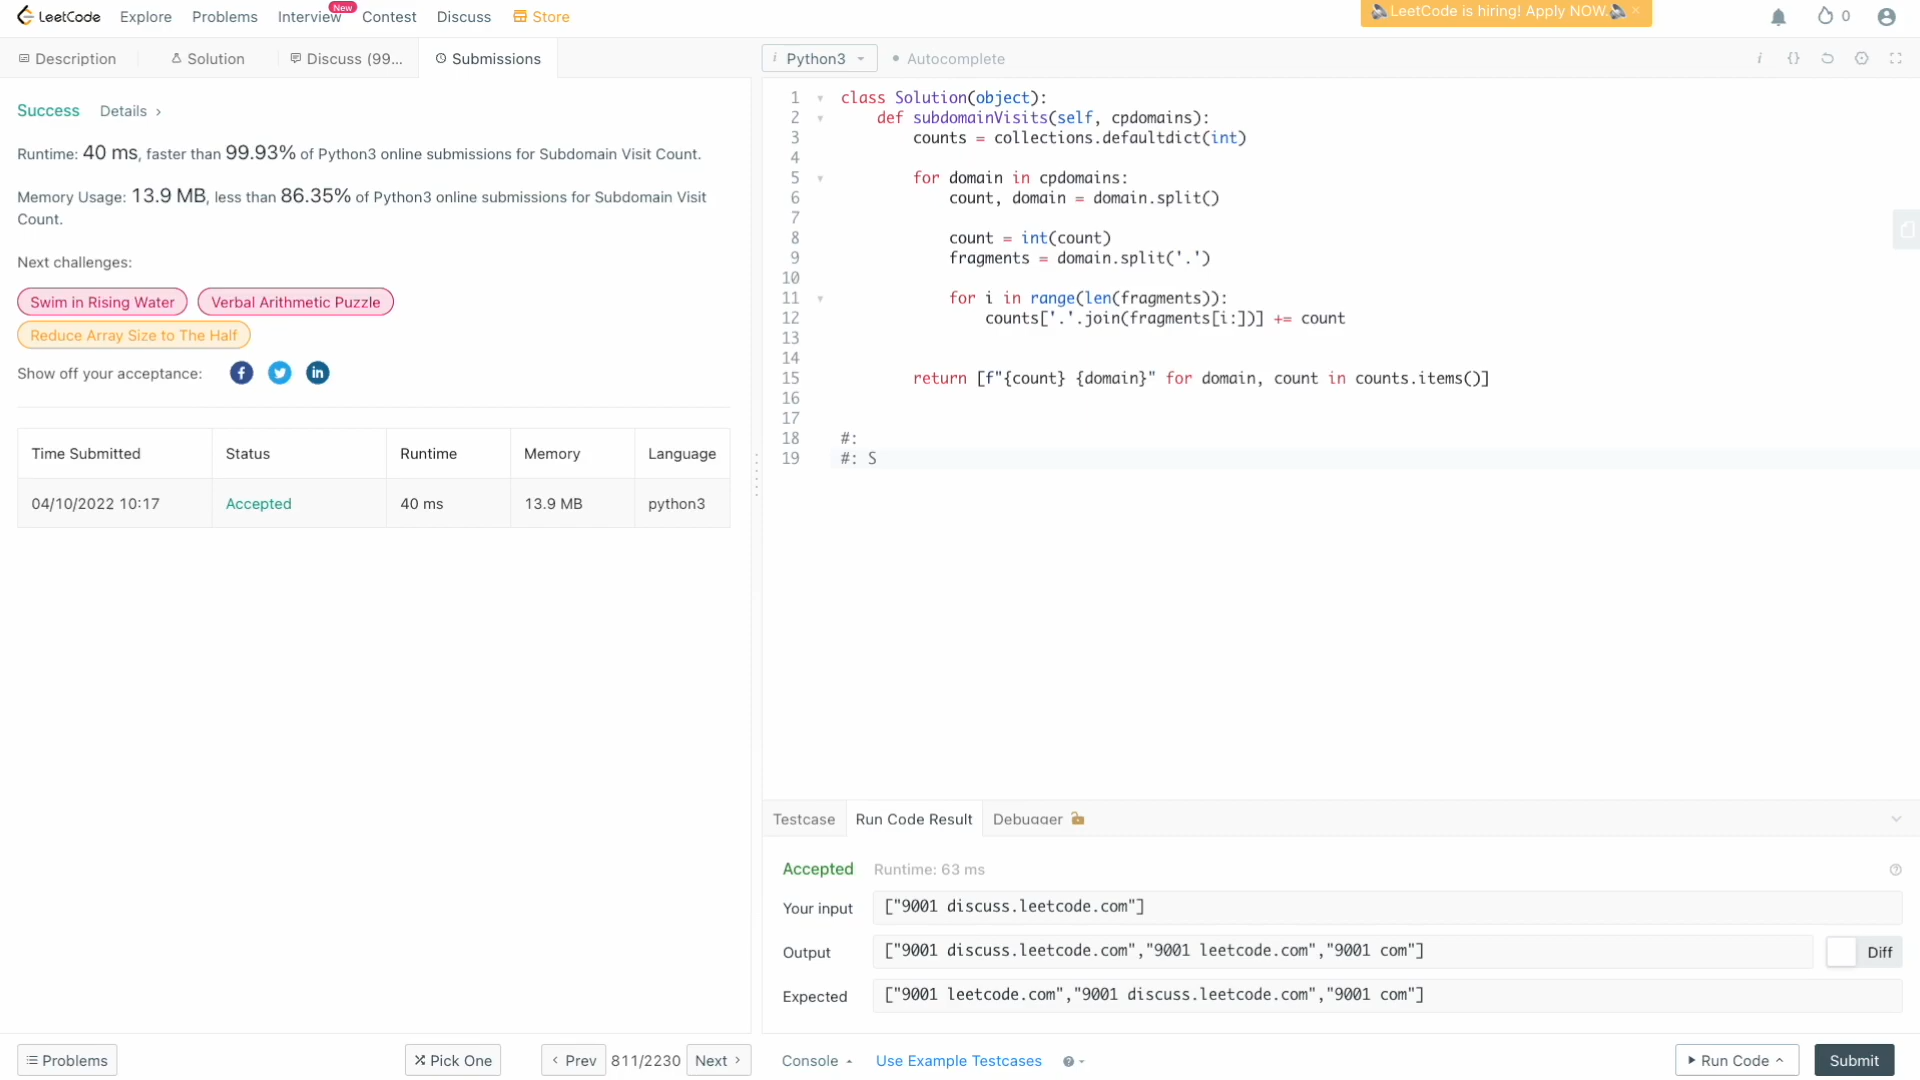 LeetCode Explore Problems Interview New Contest Discuss Store LeetCode is hiring! Apply NOW. × 0
Description Solution Discuss (99... Submissions
Success Details ›
Runtime: 40 ms, faster than 99.93% of Python3 online submissions for Subdomain Visit Count.
Memory Usage: 13.9 MB, less than 86.35% of Python3 online submissions for Subdomain Visit
Count.
Next challenges:
Swim in Rising Water Verbal Arithmetic Puzzle
Reduce Array Size to The Half
Show off your acceptance:
Time Submitted Status Runtime Memory Language
04/10/2022 10:17 Accepted 40 ms 13.9 MB python3
Problems Pick One ‹ Prev 811/2230 Next ›
i Python3 Autocomplete i {}
1 class Solution(object):
2 def subdomainVisits(self, cpdomains):
3 counts = collections.defaultdict(int)
4
5 for domain in cpdomains:
6 count, domain = domain.split()
7
8 count = int(count)
9 fragments = domain.split('.')
10
11 for i in range(len(fragments)):
12 counts['.'.join(fragments[i:])] += count
13
14
15 return [f"{count} {domain}" for domain, count in counts.items()]
16
17
18 #:
19 #: S
Testcase Run Code Result Debugger
Accepted Runtime: 63 ms
Your input ["9001 discuss.leetcode.com"]
Output ["9001 discuss.leetcode.com","9001 leetcode.com","9001 com"] Diff
Expected ["9001 leetcode.com","9001 discuss.leetcode.com","9001 com"]
Console Use Example Testcases Run Code Submit